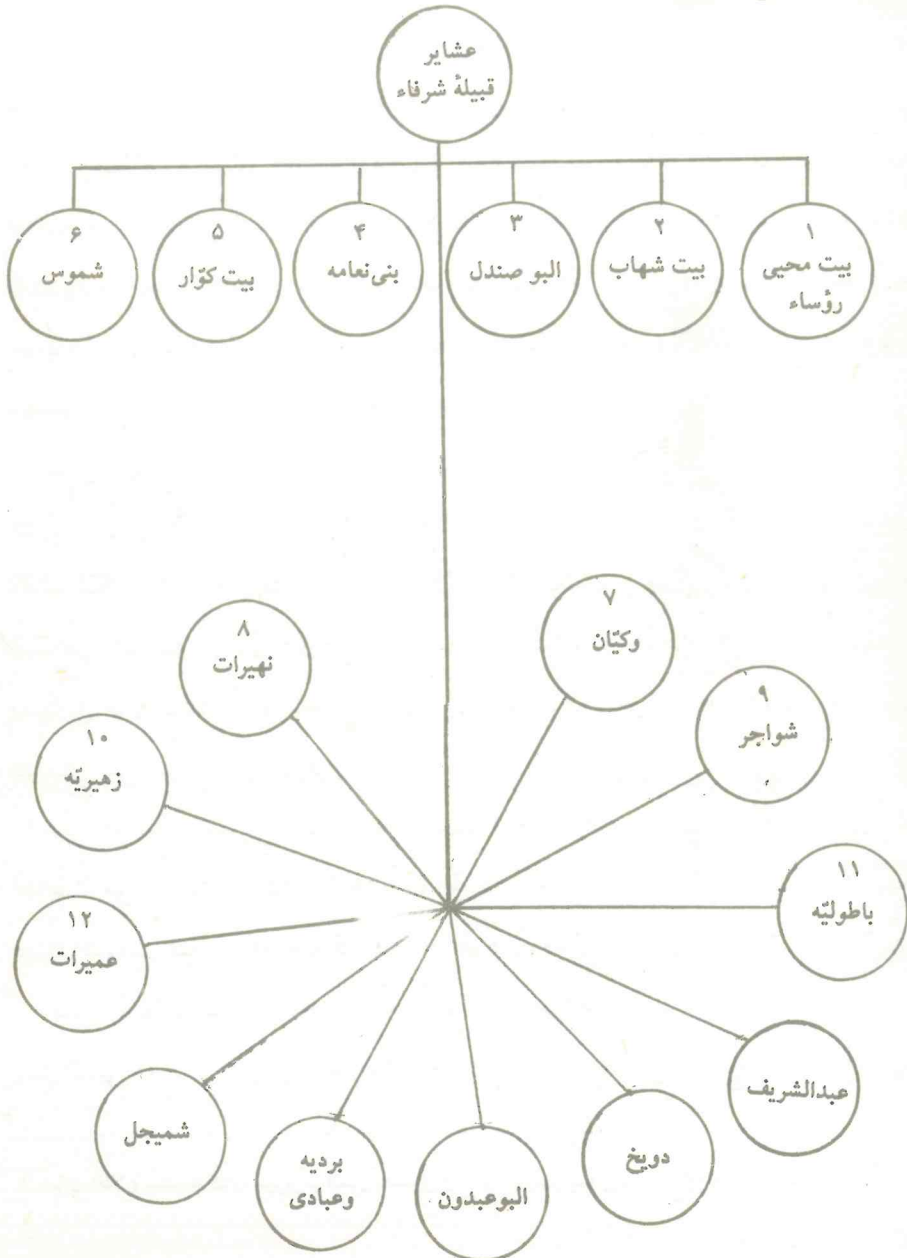 عشایر
قبیلهٔ شرفاء
۱
بیت محیی
رؤساء
۲
بیت شهاب
۳
البو صندل
۴
بنی‌نعامه
۵
بیت کوّار
۶
شموس
۷
وکیّان
۸
نهیرات
۹
شواجر
۱۰
زهیریّه
۱۱
باطولیّه
۱۲
عمیرات
عبدالشریف
دویخ
البوعبدون
بردیه
وعبادی
شمیجل